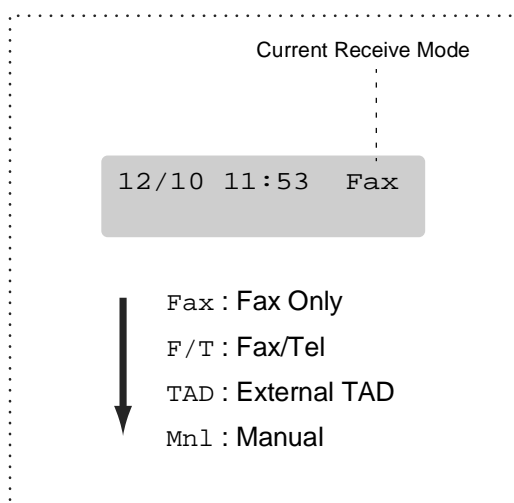 Current Receive Mode
12/10 11:53 Fax
Fax : Fax Only
F/T : Fax/Tel
TAD : External TAD
Mnl : Manual